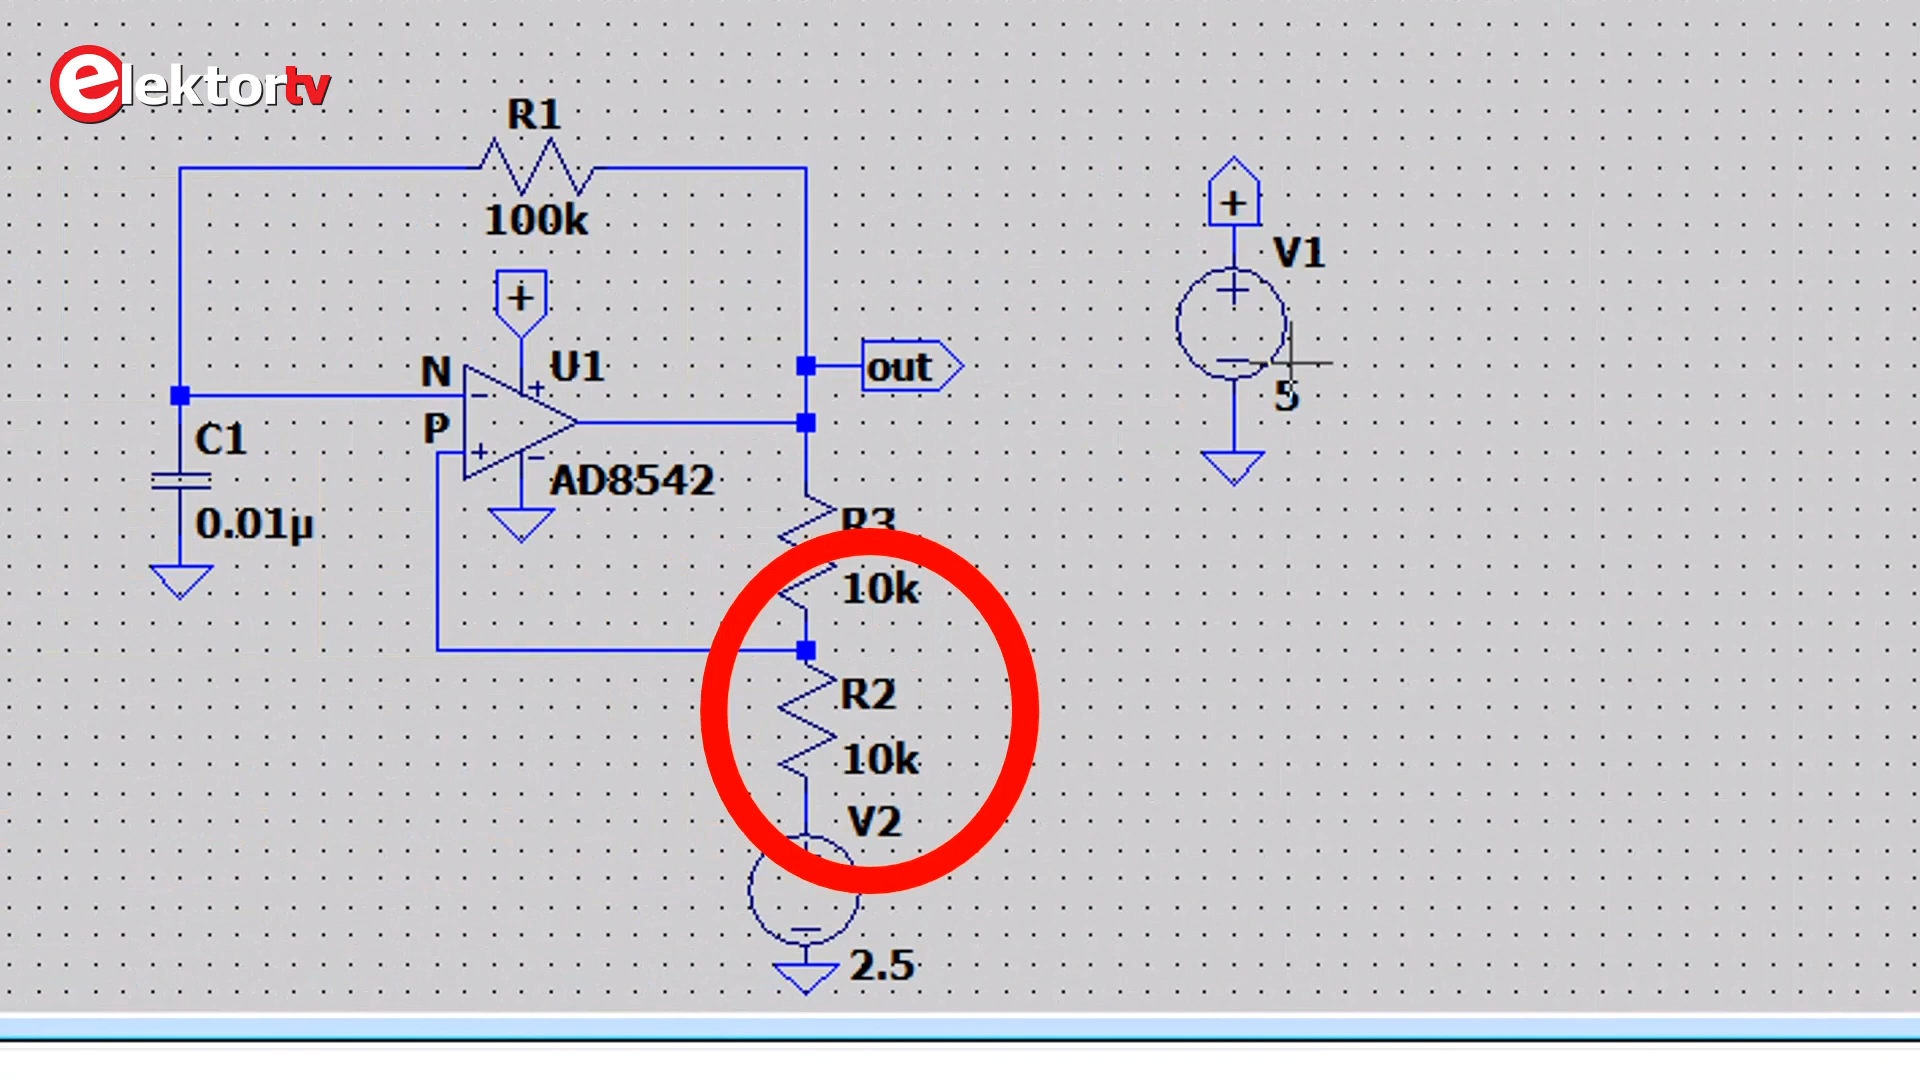 elektortv
R1
100k
+
V1
+
U1
N
P
out
5
C1
AD8542
0.01µ
R3
10k
R2
10k
V2
2.5